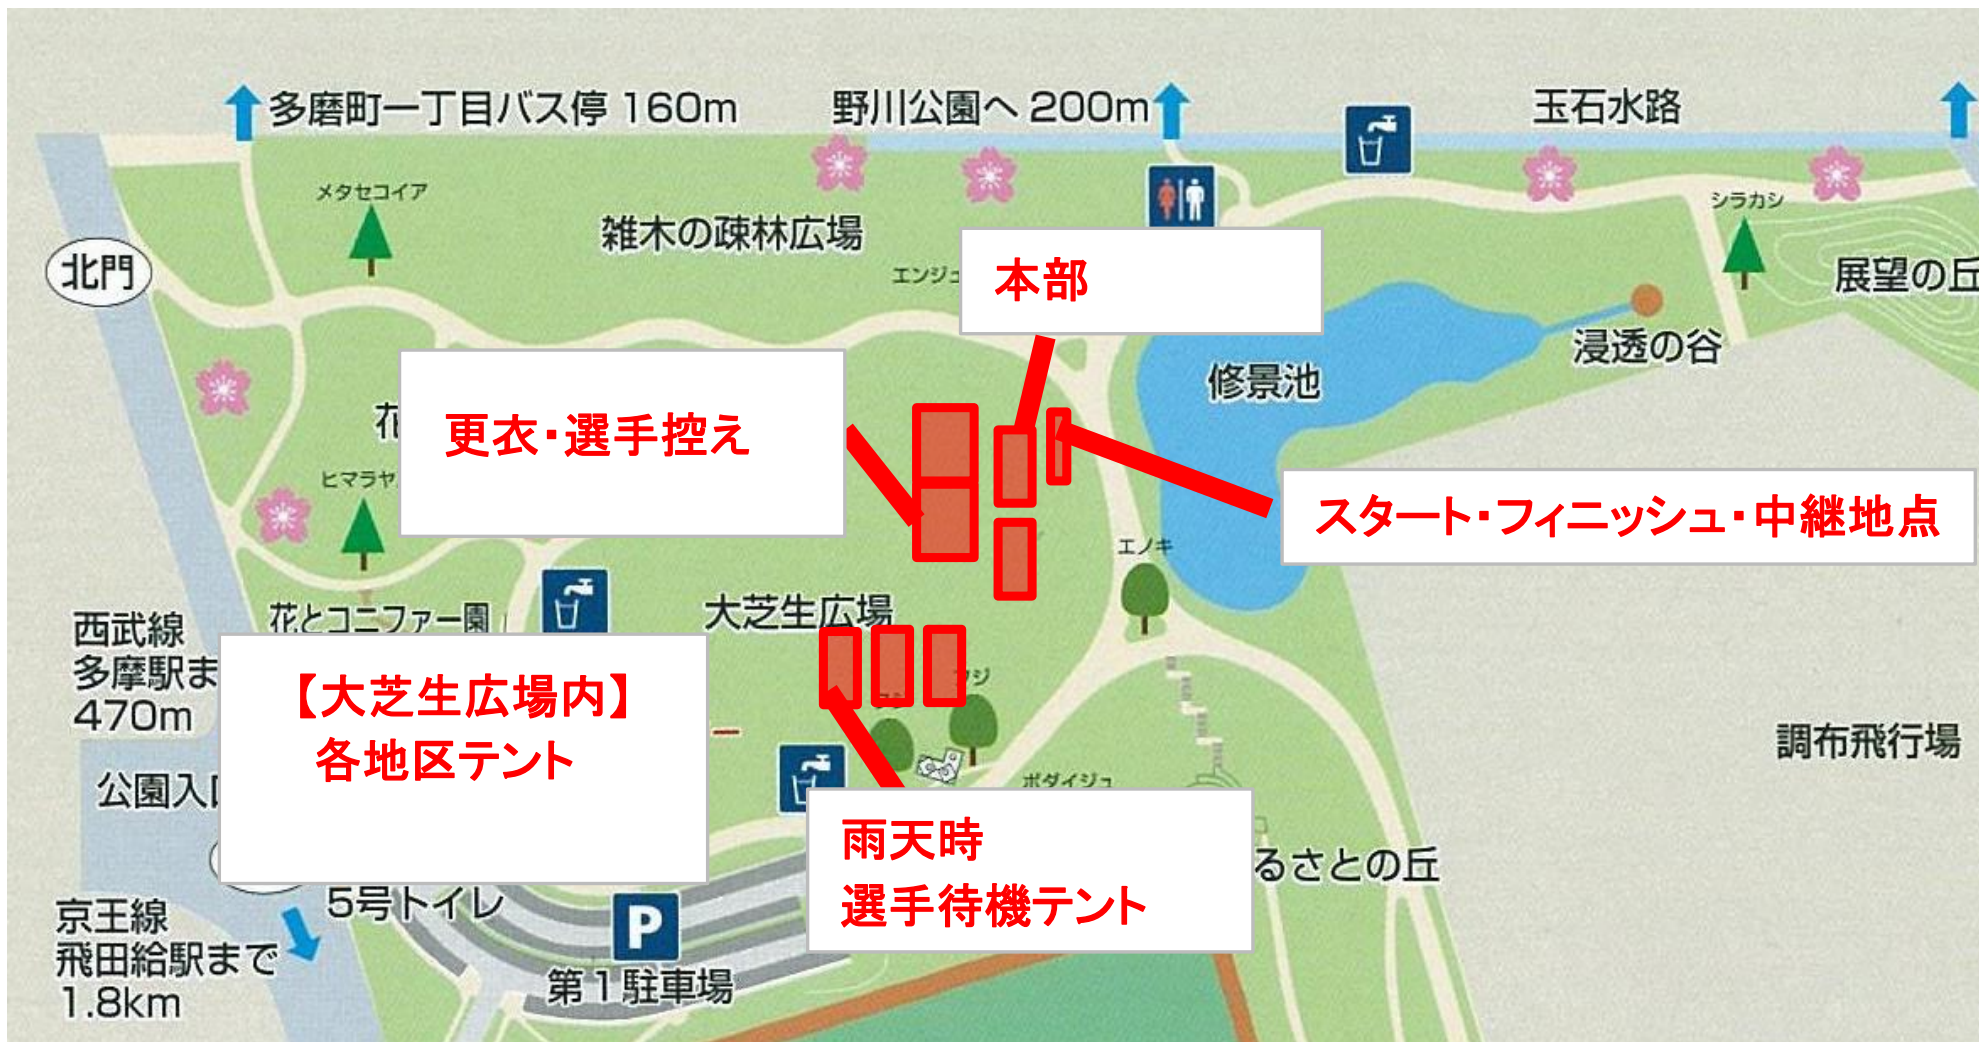 多磨町一丁目バス停 160m
野川公園へ 200m
玉石水路
メタセコイア
雑木の疎林広場
シラカシ
北門
エンジュ
本部
展望の丘
浸透の谷
修景池
花
更衣・選手控え
ヒマラヤ
スタート・フィニッシュ・中継地点
エノキ
大芝生広場
花とコニファー園
西武線
多摩駅ま
470m
フジ
【大芝生広場内】
各地区テント
調布飛行場
公園入口
ボダイジュ
雨天時
選手待機テント
るさとの丘
5号トイレ
京王線
飛田給駅まで
1.8km
P
第1駐車場